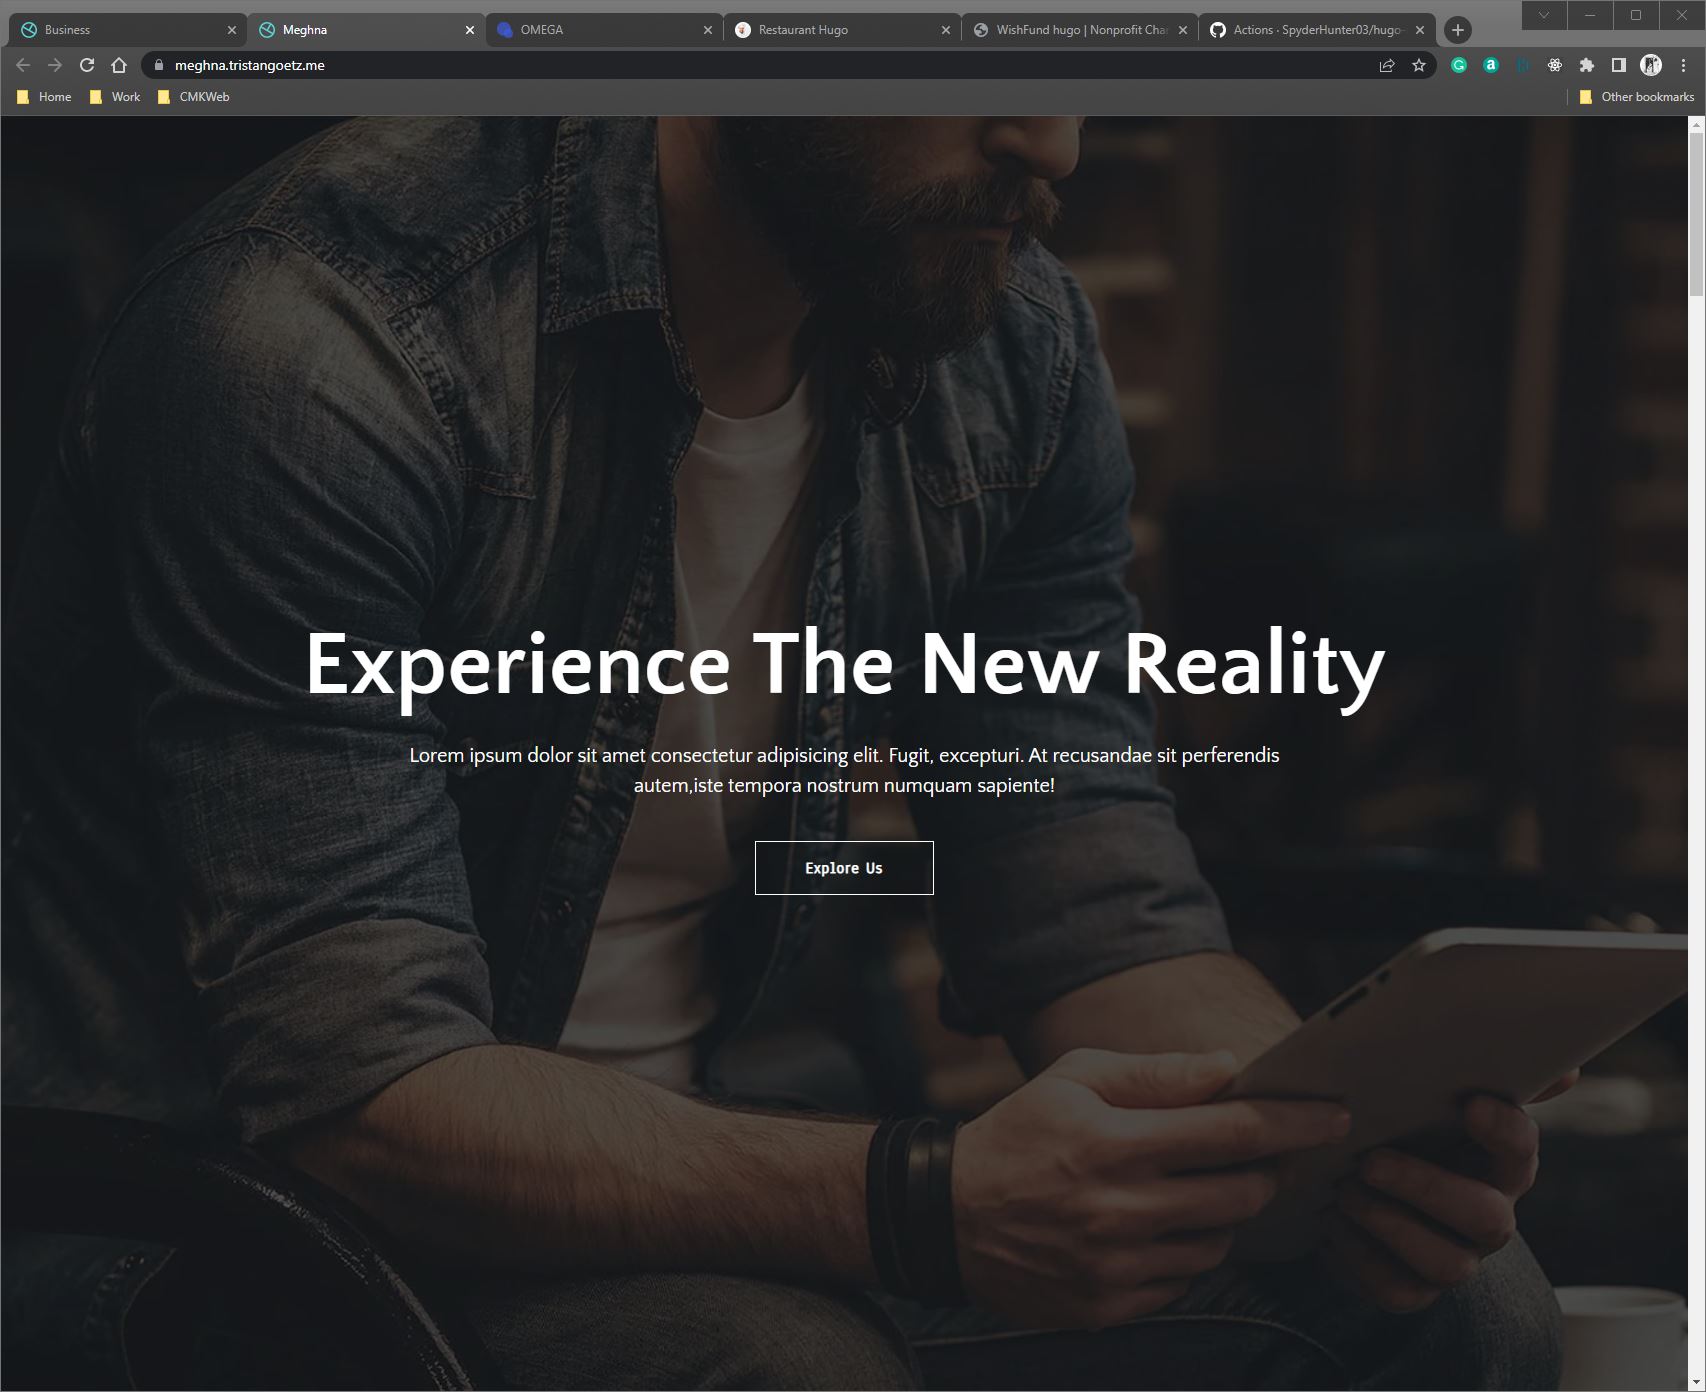 Business
Meghna
OMEGA
Restaurant Hugo
WishFund hugo | Nonprofit Char
Actions · SpyderHunter03/hugo-
meghna.tristangoetz.me
Home
Work
CMKWeb
Other bookmarks
Experience The New Reality
Lorem ipsum dolor sit amet consectetur adipisicing elit. Fugit, excepturi. At recusandae sit perferendis
autem,iste tempora nostrum numquam sapiente!
Explore Us